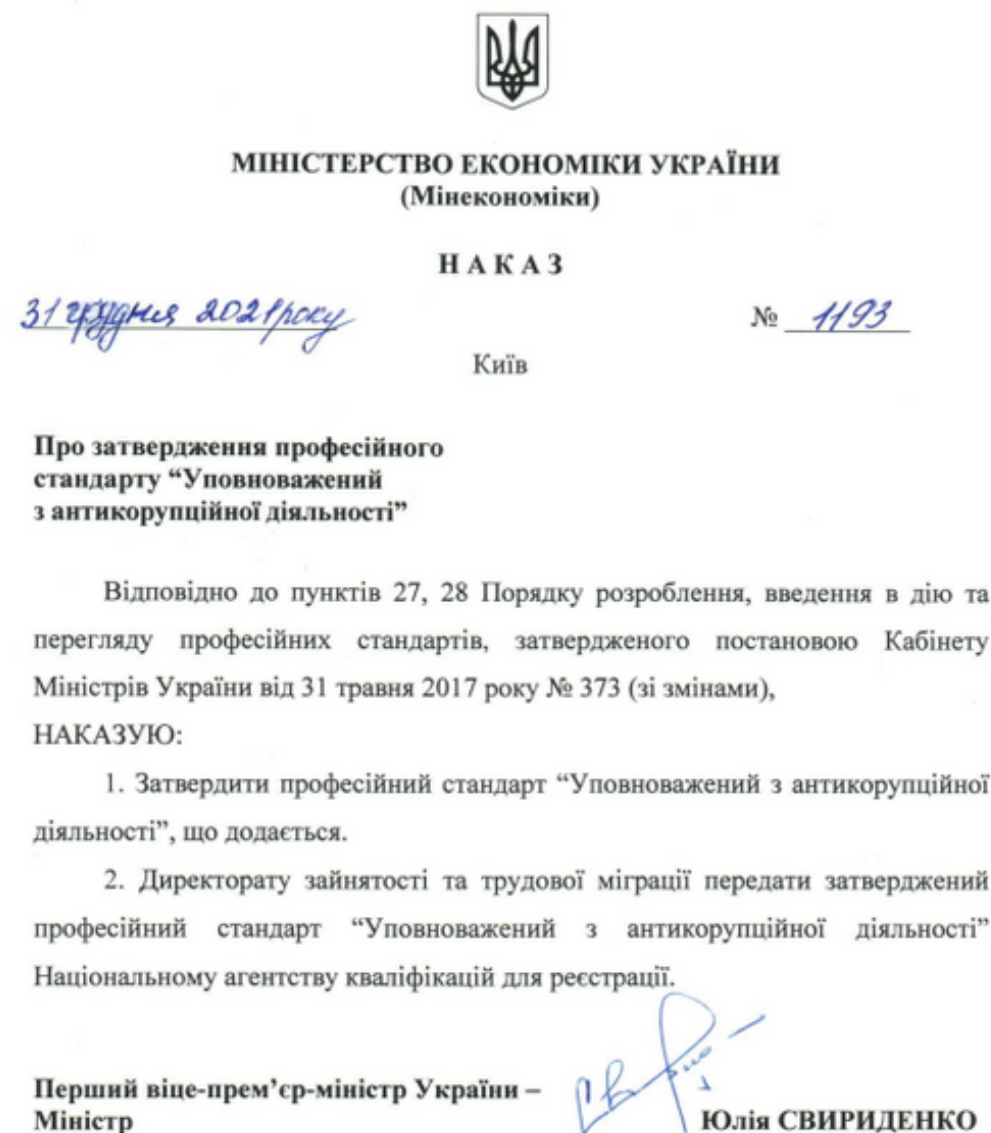 МІНІСТЕРСТВО ЕКОНОМІКИ УКРАЇНИ
(Мінекономіки)
Н А К А З
31 грудня 2021 року № 1193
Київ
Про затвердження професійного
стандарту “Уповноважений
з антикорупційної діяльності”
Відповідно до пунктів 27, 28 Порядку розроблення, введення в дію та
перегляду професійних стандартів, затвердженого постановою Кабінету
Міністрів України від 31 травня 2017 року № 373 (зі змінами),
НАКАЗУЮ:
1. Затвердити професійний стандарт “Уповноважений з антикорупційної
діяльності”, що додається.
2. Директорату зайнятості та трудової міграції передати затверджений
професійний стандарт “Уповноважений з антикорупційної діяльності”
Національному агентству кваліфікацій для реєстрації.
Перший віце-прем’єр-міністр України –
Міністр Юлія СВИРИДЕНКО